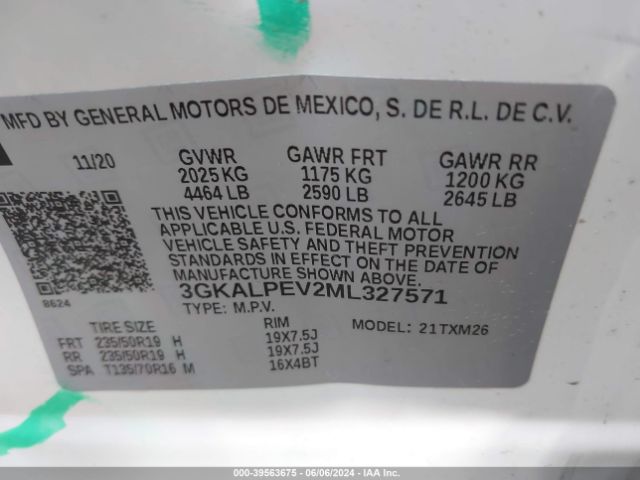 MFD BY GENERAL MOTORS DE MEXICO, S. DE R.L. DE C.V.
11/20 GVWR GAWR FRT GAWR RR
2025 KG 1175 KG 1200 KG
4464 LB 2590 LB 2645 LB
THIS VEHICLE CONFORMS TO ALL
APPLICABLE U.S. FEDERAL MOTOR
VEHICLE SAFETY AND THEFT PREVENTION
STANDARDS IN EFFECT ON THE DATE OF
MANUFACTURE SHOWN ABOVE.
8624 3GKALPEV2ML327571
TYPE: M.P.V. MODEL: 21TXM26
TIRE SIZE RIM
FRT 235/50R19 H 19X7.5J
RR 235/50R19 H 19X7.5J
SPA T135/70R16 M 16X4BT
000-39563675 - 06/06/2024 - IAA Inc.